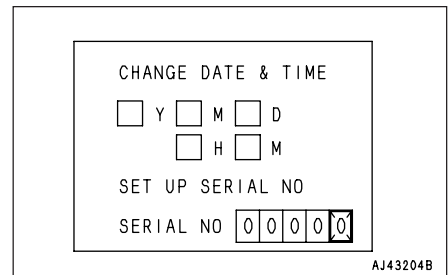 CHANGE DATE & TIME
Y M D
H M
SET UP SERIAL NO
SERIAL NO 0 0 0 0 0
AJ43204B